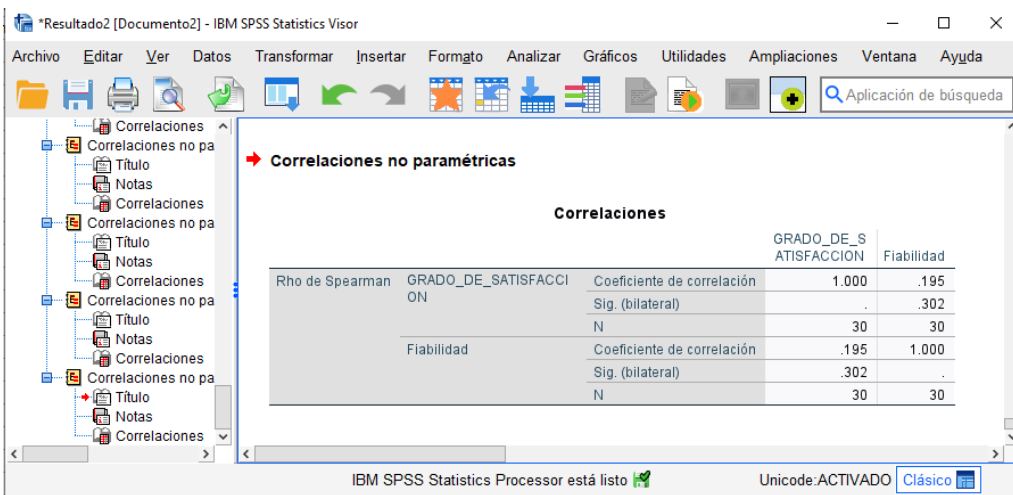 *Resultado2 [Documento2] - IBM SPSS Statistics Visor
Archivo Editar Ver Datos Transformar Insertar Formato Analizar Gráficos Utilidades Ampliaciones Ventana Ayuda
Aplicación de búsqueda
Correlaciones
Correlaciones no pa
Título
Notas
Correlaciones
Correlaciones no pa
Título
Notas
Correlaciones
Correlaciones no pa
Título
Notas
Correlaciones
Correlaciones no pa
Título
Notas
Correlaciones
Correlaciones no paramétricas
Correlaciones
GRADO_DE_S
ATISFACCION Fiabilidad
Rho de Spearman GRADO_DE_SATISFACCI
ON Coeficiente de correlación 1.000 .195
Sig. (bilateral) . .302
N 30 30
Fiabilidad Coeficiente de correlación .195 1.000
Sig. (bilateral) .302 .
N 30 30
IBM SPSS Statistics Processor está listo Unicode:ACTIVADO Clásico